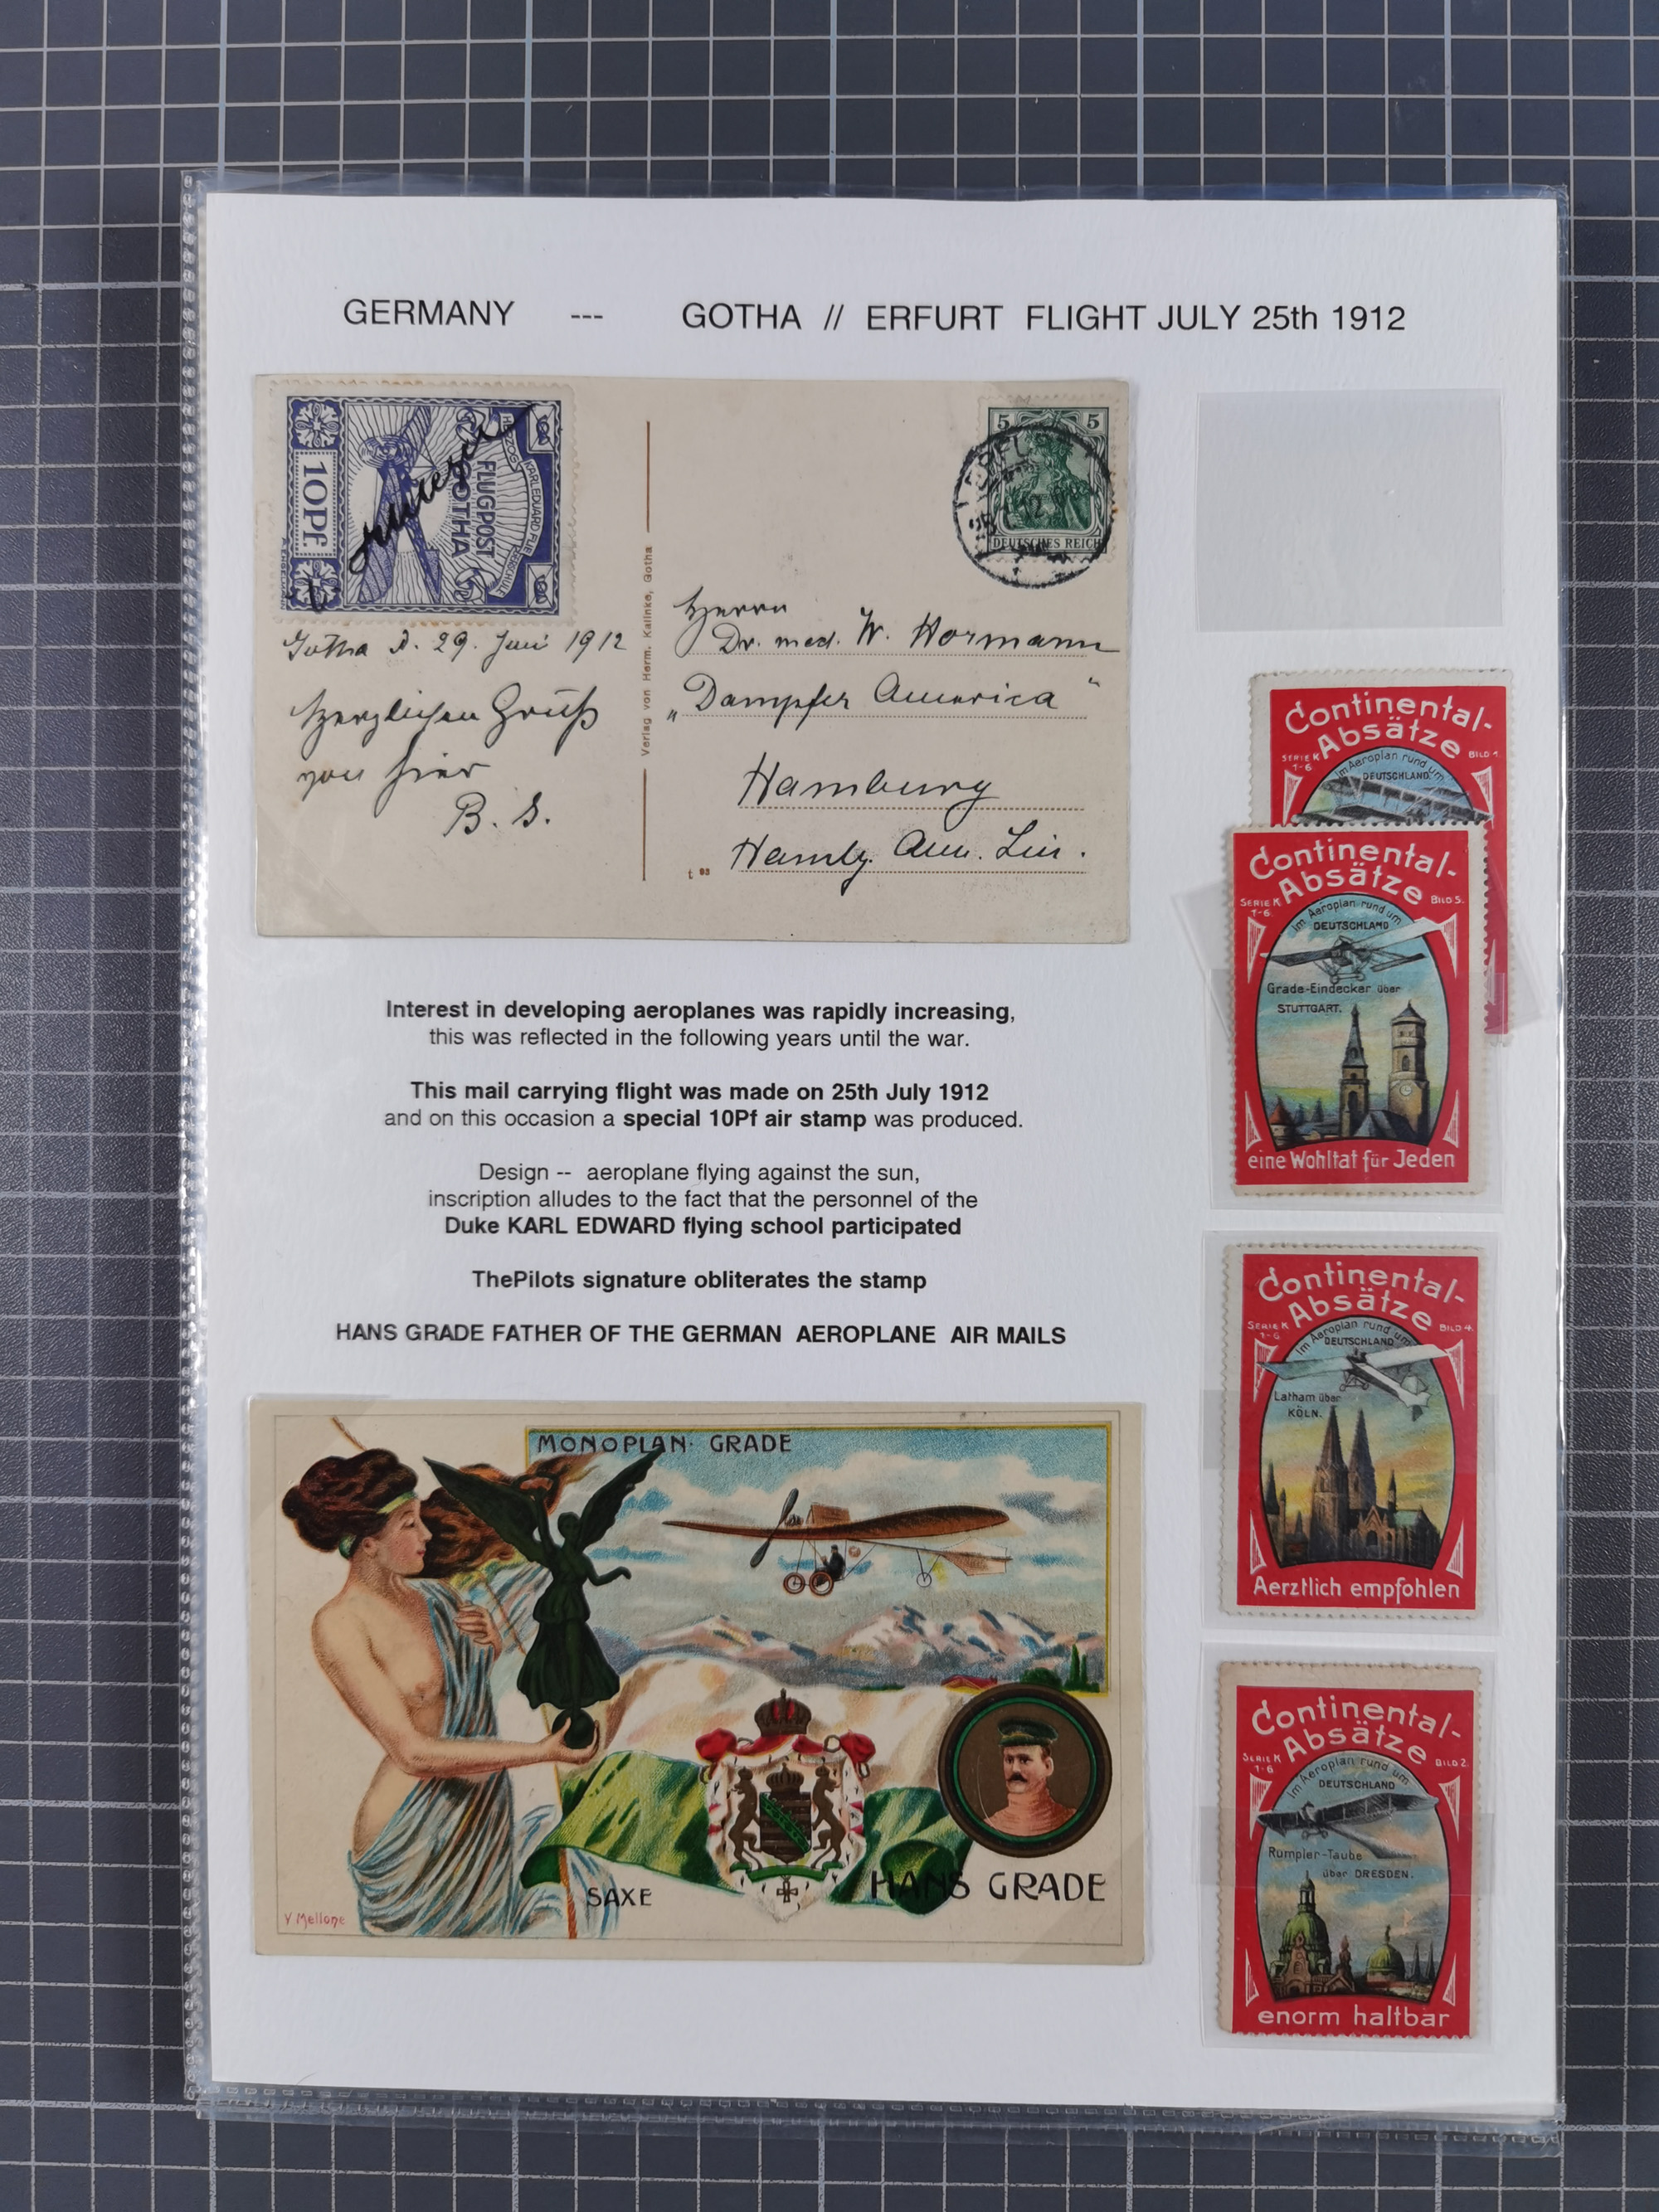 GERMANY --- GOTHA // ERFURT FLIGHT JULY 25th 1912
10Pf.
FLUGPOST
GOTHA
HERZOG KARL EDUARD FLIEGERSCHULE
5 5
DEUTSCHES REICH
Gotha d. 29. Juni 1912
Herzlichen Gruß
von hier
B. S.
Verlag von Herm. Kalinke, Gotha
Herrn
Dr. med. W. Hormann
„Dampfer America"
Hamburg
Hambg. Am. Lin.
t 93
Interest in developing aeroplanes was rapidly increasing,
this was reflected in the following years until the war.
This mail carrying flight was made on 25th July 1912
and on this occasion a special 10Pf air stamp was produced.
Design -- aeroplane flying against the sun,
inscription alludes to the fact that the personnel of the
Duke KARL EDWARD flying school participated
ThePilots signature obliterates the stamp
HANS GRADE FATHER OF THE GERMAN AEROPLANE AIR MAILS
MONOPLAN GRADE
SAXE
HANS GRADE
V Mellone
Continental-
Absätze
SERIE K
1-6
BILD 1.
im Aeroplan rund um
DEUTSCHLAND.
Continental-
Absätze
SERIE K
1-6.
BILD 5.
im Aeroplan rund um
DEUTSCHLAND
Grade-Eindecker über
STUTTGART.
eine Wohltat für Jeden
Continental-
Absätze
SERIE K
1-6
BILD 4.
im Aeroplan rund um
DEUTSCHLAND
Latham über
KÖLN.
Aerztlich empfohlen
Continental-
Absätze
SERIE K
1-6
BILD 2.
im Aeroplan rund um
DEUTSCHLAND
Rumpler-Taube
über DRESDEN.
enorm haltbar